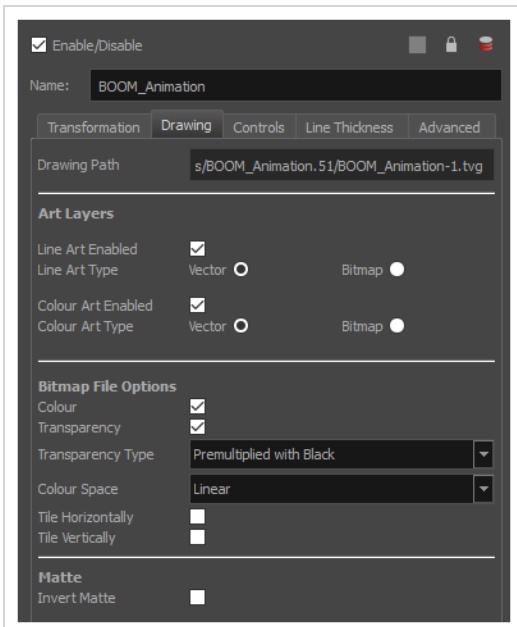 Enable/Disable
Name: BOOM_Animation
Transformation Drawing Controls Line Thickness Advanced
Drawing Path s/BOOM_Animation.51/BOOM_Animation-1.tvg
Art Layers
Line Art Enabled
Line Art Type Vector Bitmap
Colour Art Enabled
Colour Art Type Vector Bitmap
Bitmap File Options
Colour
Transparency
Transparency Type Premultiplied with Black
Colour Space Linear
Tile Horizontally
Tile Vertically
Matte
Invert Matte